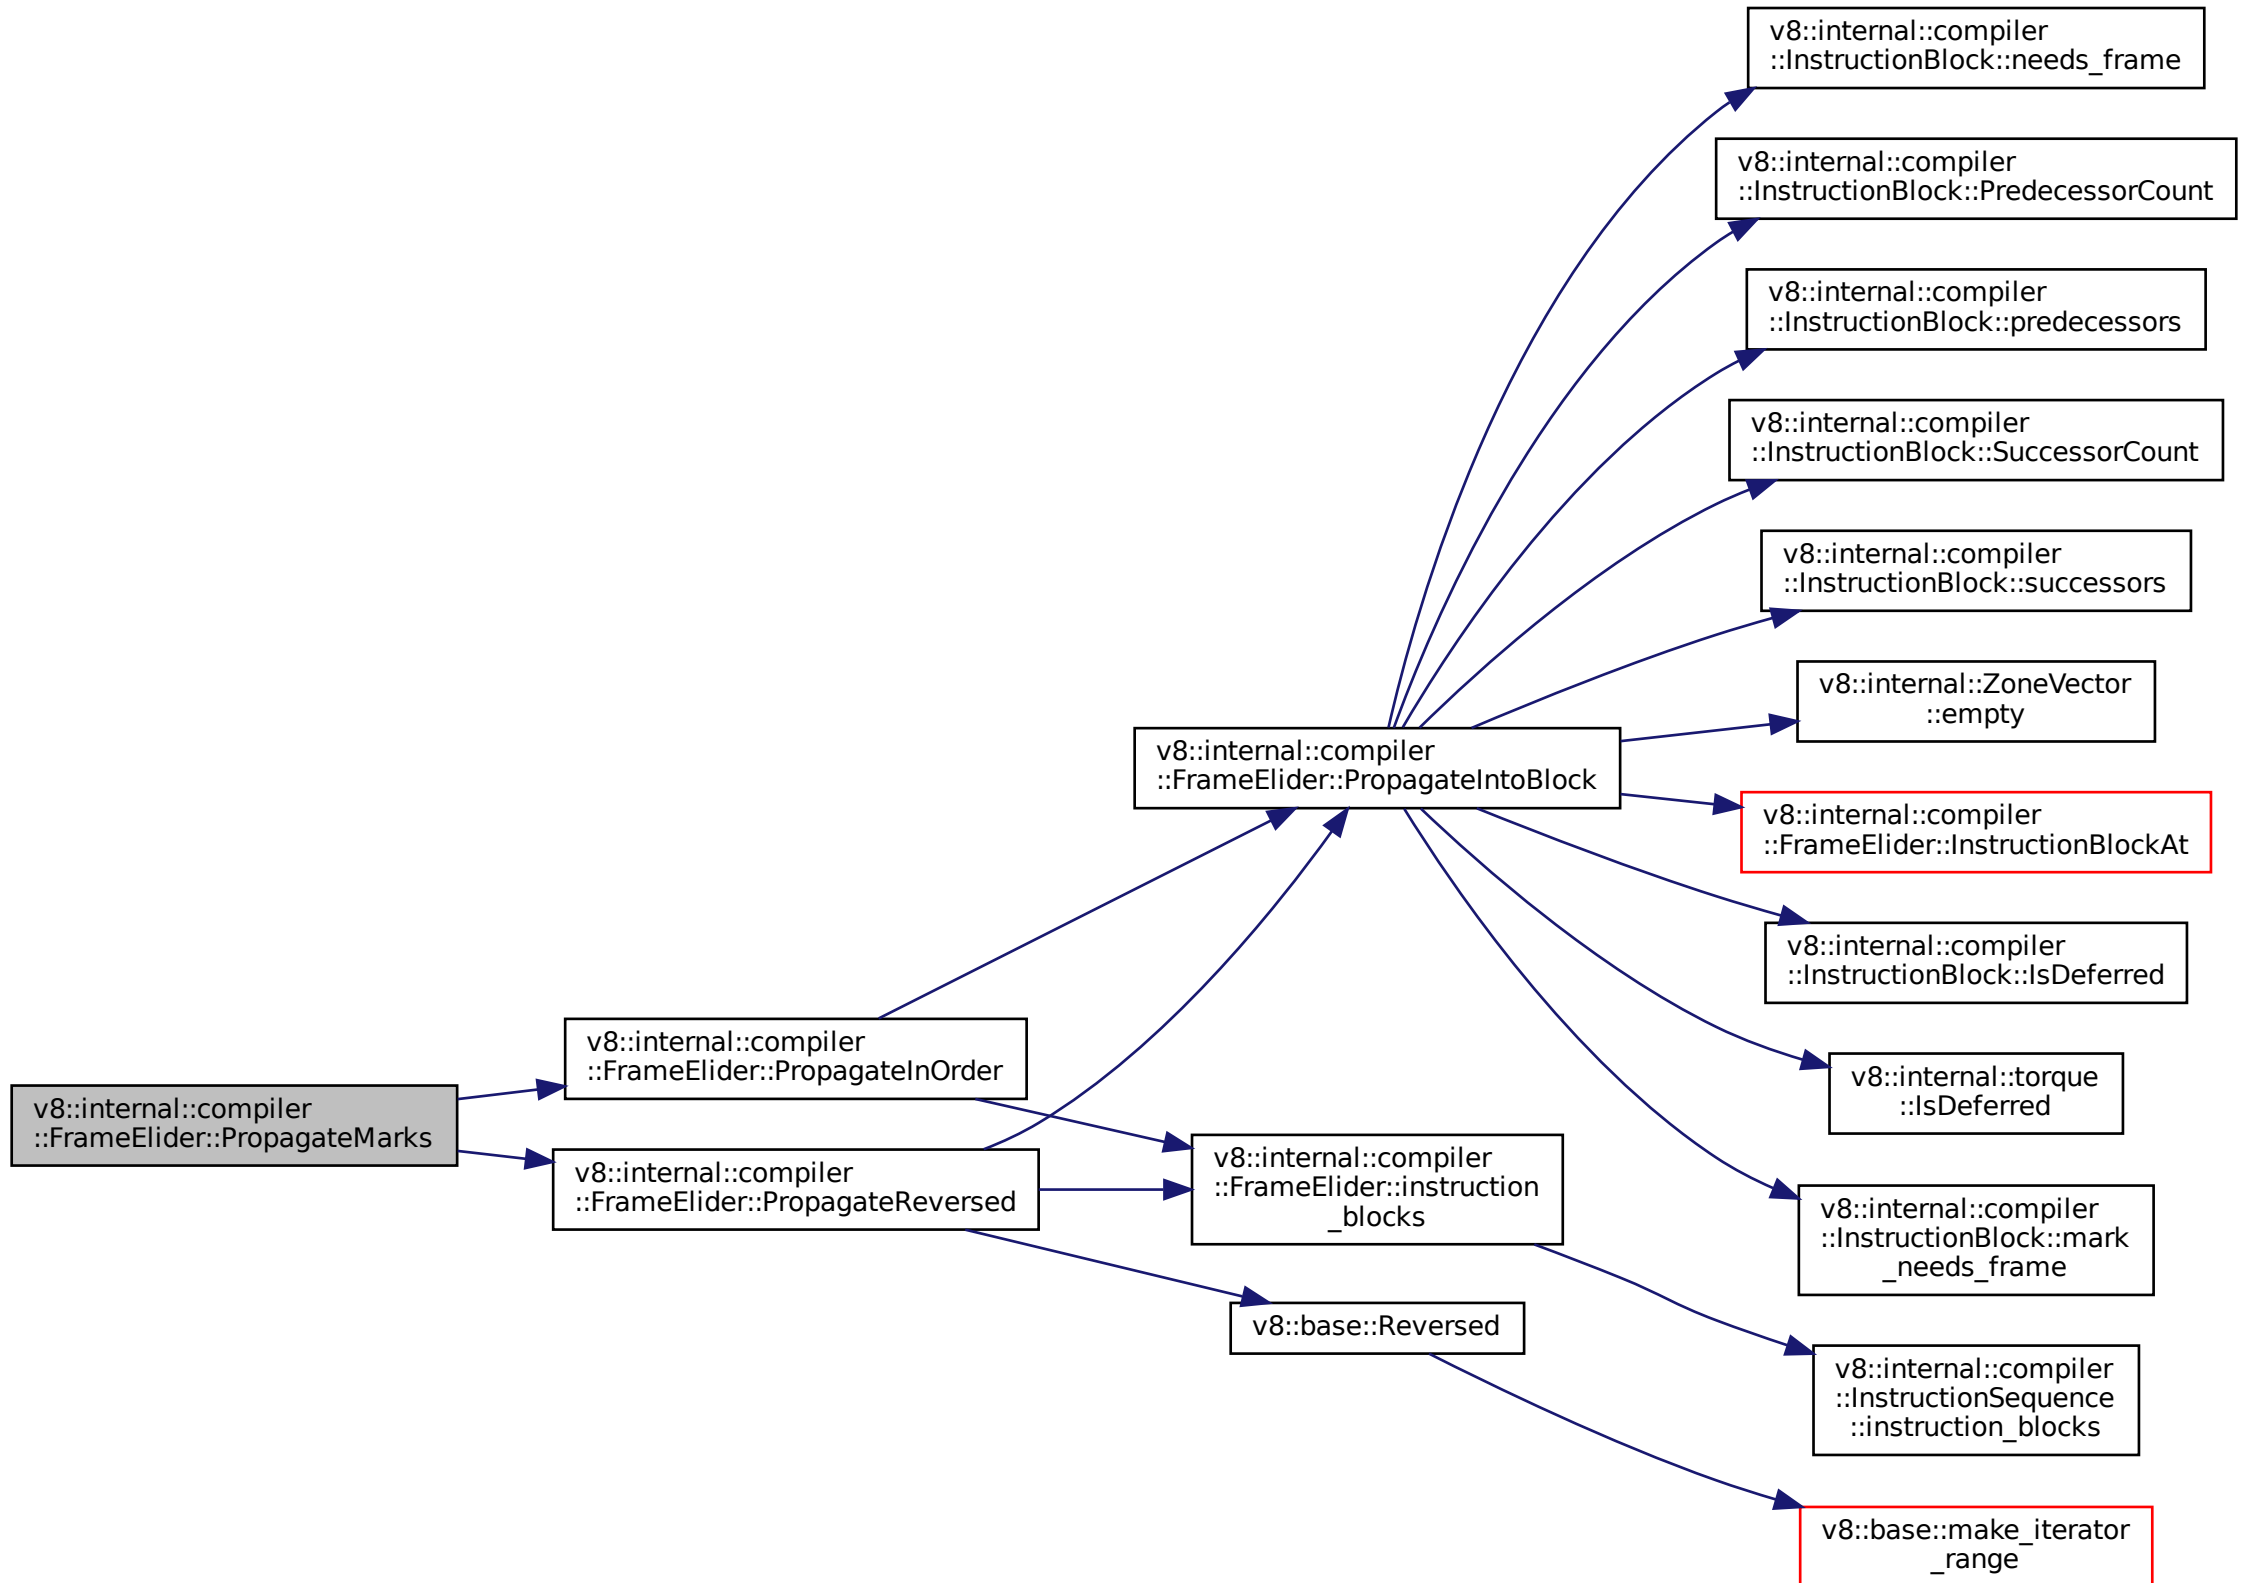 v8::internal::compiler
::InstructionBlock::needs_frame
v8::internal::compiler
::InstructionBlock::PredecessorCount
v8::internal::compiler
::InstructionBlock::predecessors
v8::internal::compiler
::InstructionBlock::SuccessorCount
v8::internal::compiler
::InstructionBlock::successors
v8::internal::ZoneVector
::empty
v8::internal::compiler
::FrameElider::PropagateIntoBlock
v8::internal::compiler
::FrameElider::InstructionBlockAt
v8::internal::compiler
::InstructionBlock::IsDeferred
v8::internal::compiler
::FrameElider::PropagateInOrder
v8::internal::torque
::IsDeferred
v8::internal::compiler
::FrameElider::PropagateMarks
v8::internal::compiler
::FrameElider::PropagateReversed
v8::internal::compiler
::FrameElider::instruction
_blocks
v8::internal::compiler
::InstructionBlock::mark
_needs_frame
v8::base::Reversed
v8::internal::compiler
::InstructionSequence
::instruction_blocks
v8::base::make_iterator
_range